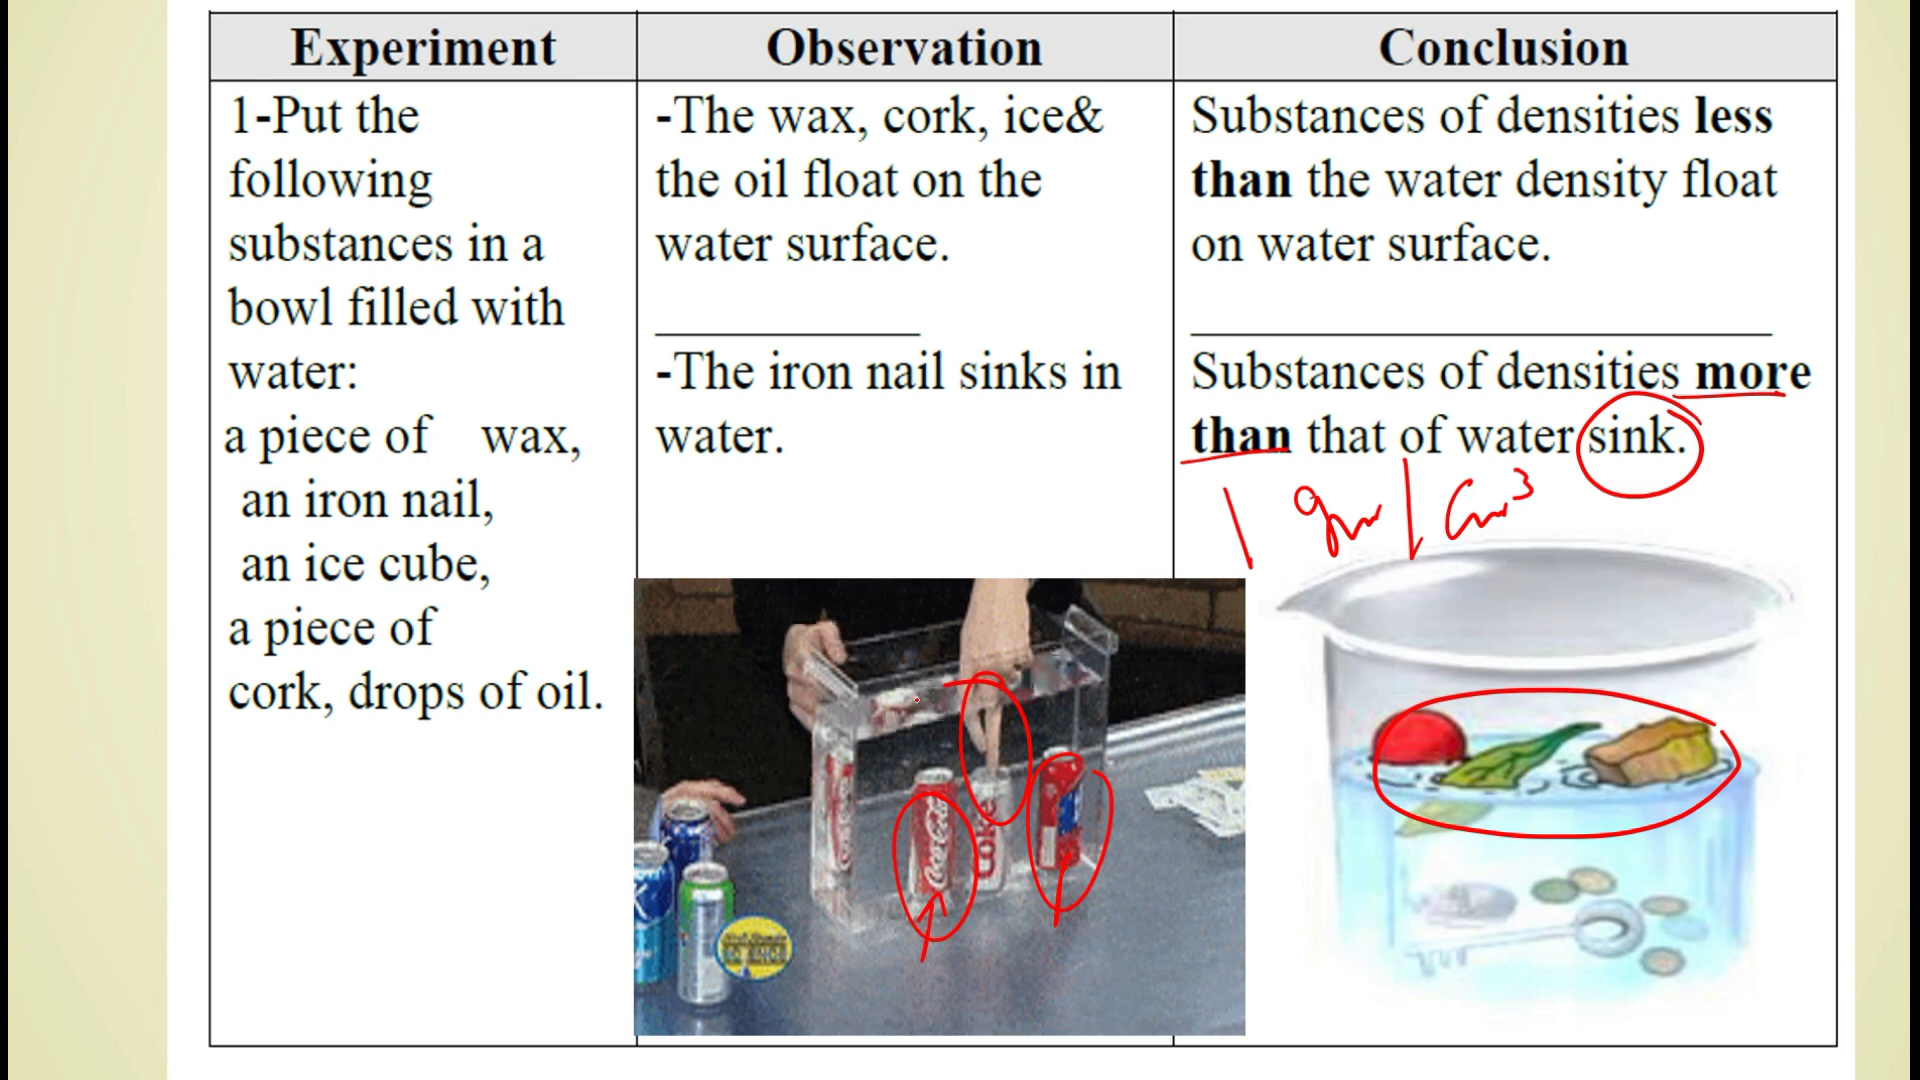 Experiment
Observation
Conclusion
1-Put the
following
substances in a
bowl filled with
water:
a piece of wax,
an iron nail,
an ice cube,
a piece of
cork, drops of oil.
-The wax, cork, ice&
the oil float on the
water surface.
-The iron nail sinks in
water.
Substances of densities less
than the water density float
on water surface.
Substances of densities more
than that of water sink.
1 gm/cm³
Coca-Cola
Coke